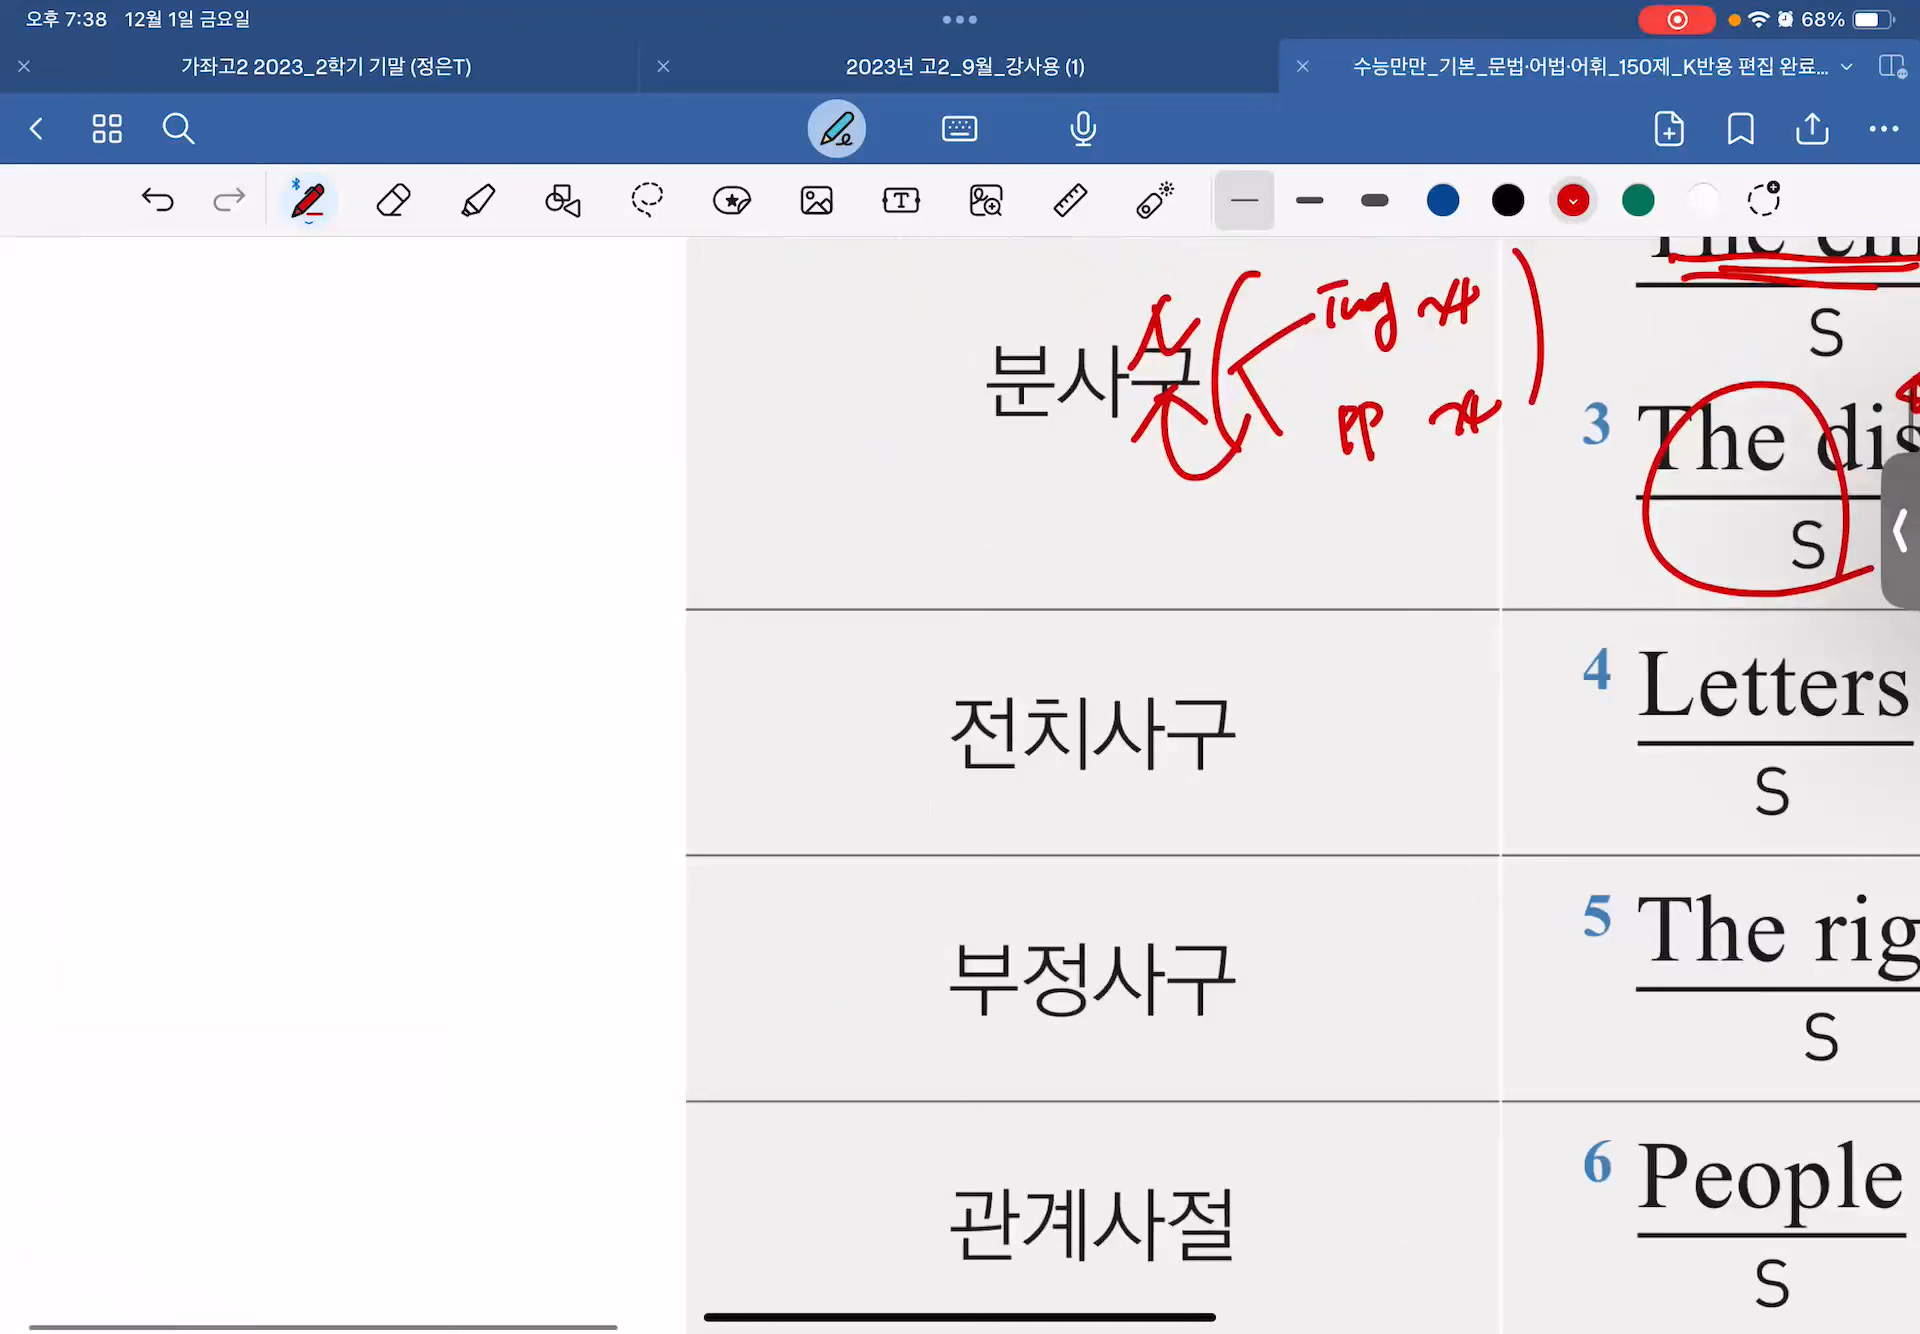 오후 7:38 12월 1일 금요일
68%
가좌고2 2023_2학기 기말 (정은T)
2023년 고2_9월_강사용 (1)
수능만만_기본_문법·어법·어휘_150제_K반용 편집 완료...
S
분사구
N
Ing
pp
3 The dis
S
전치사구
4 Letters
S
부정사구
5 The rig
S
관계사절
6 People
S